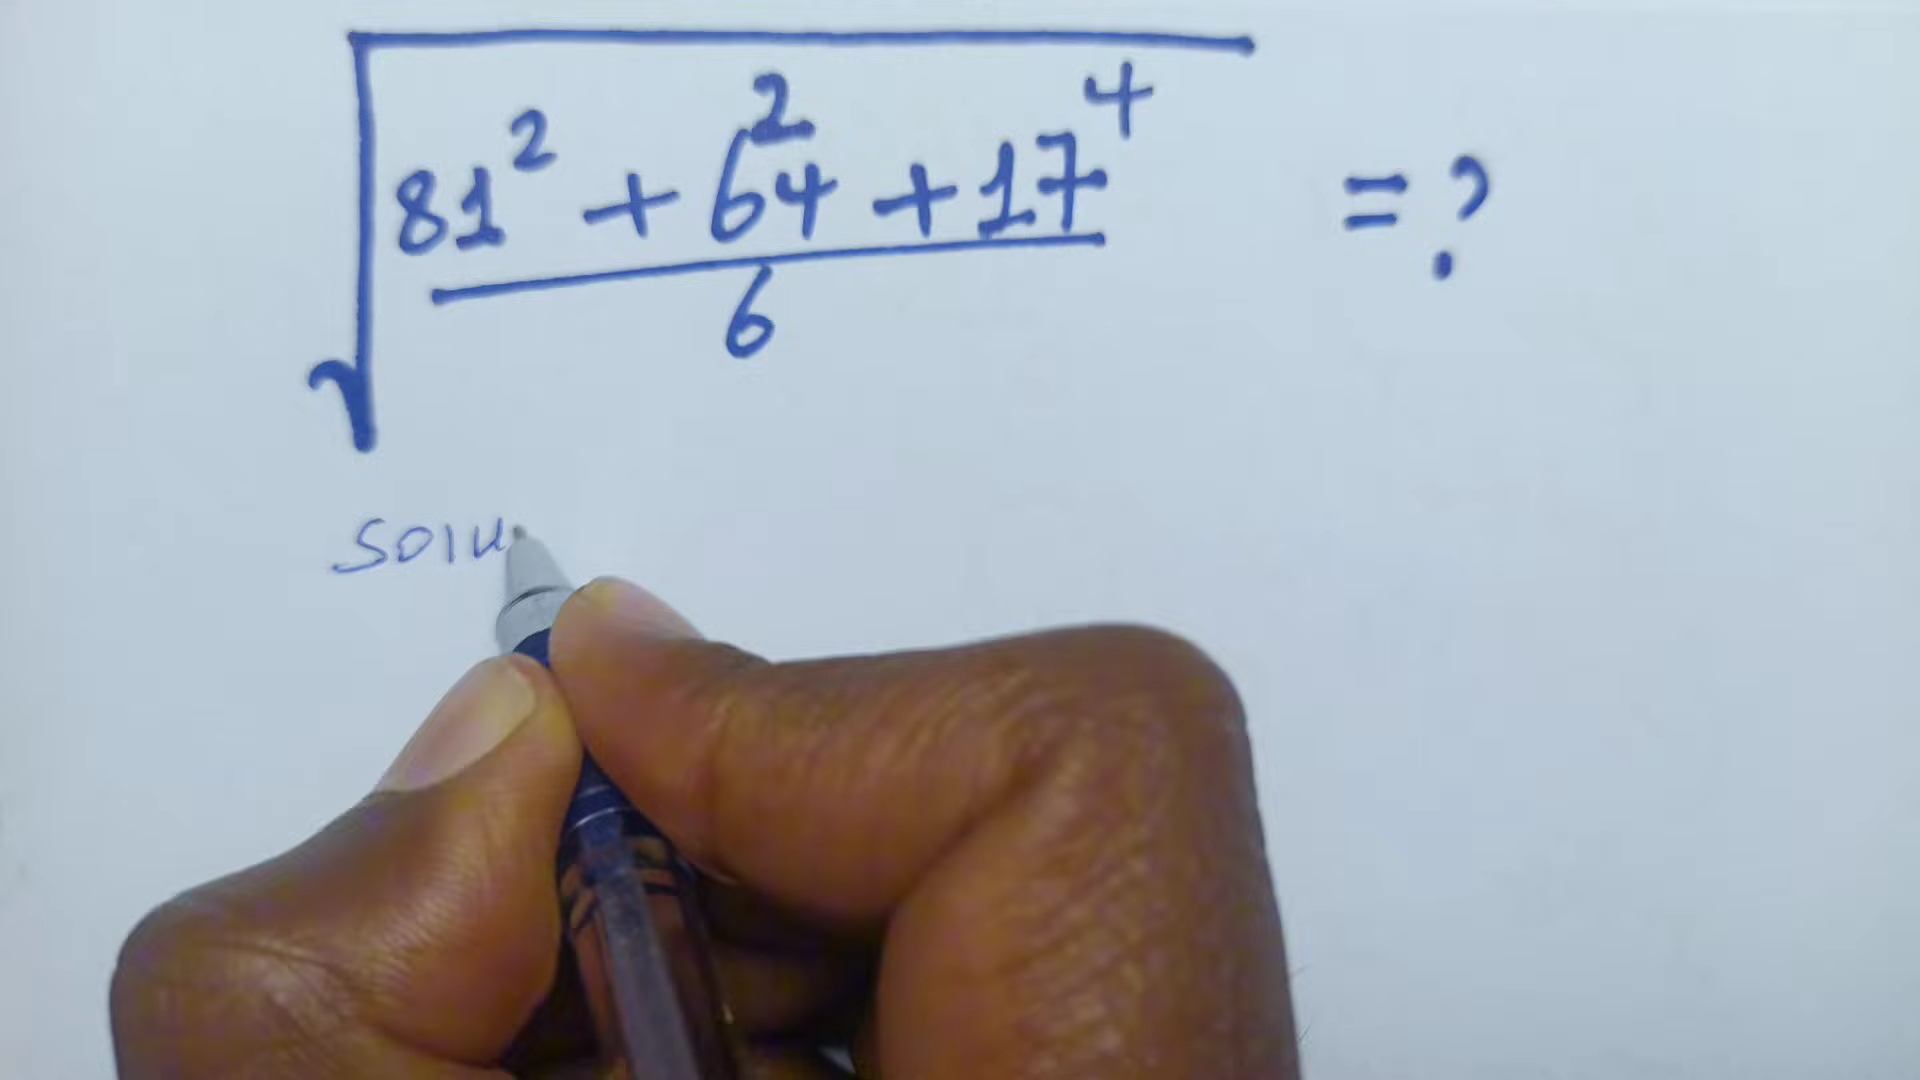 √(81² + 64² + 17⁴)/6 = ?
Solu